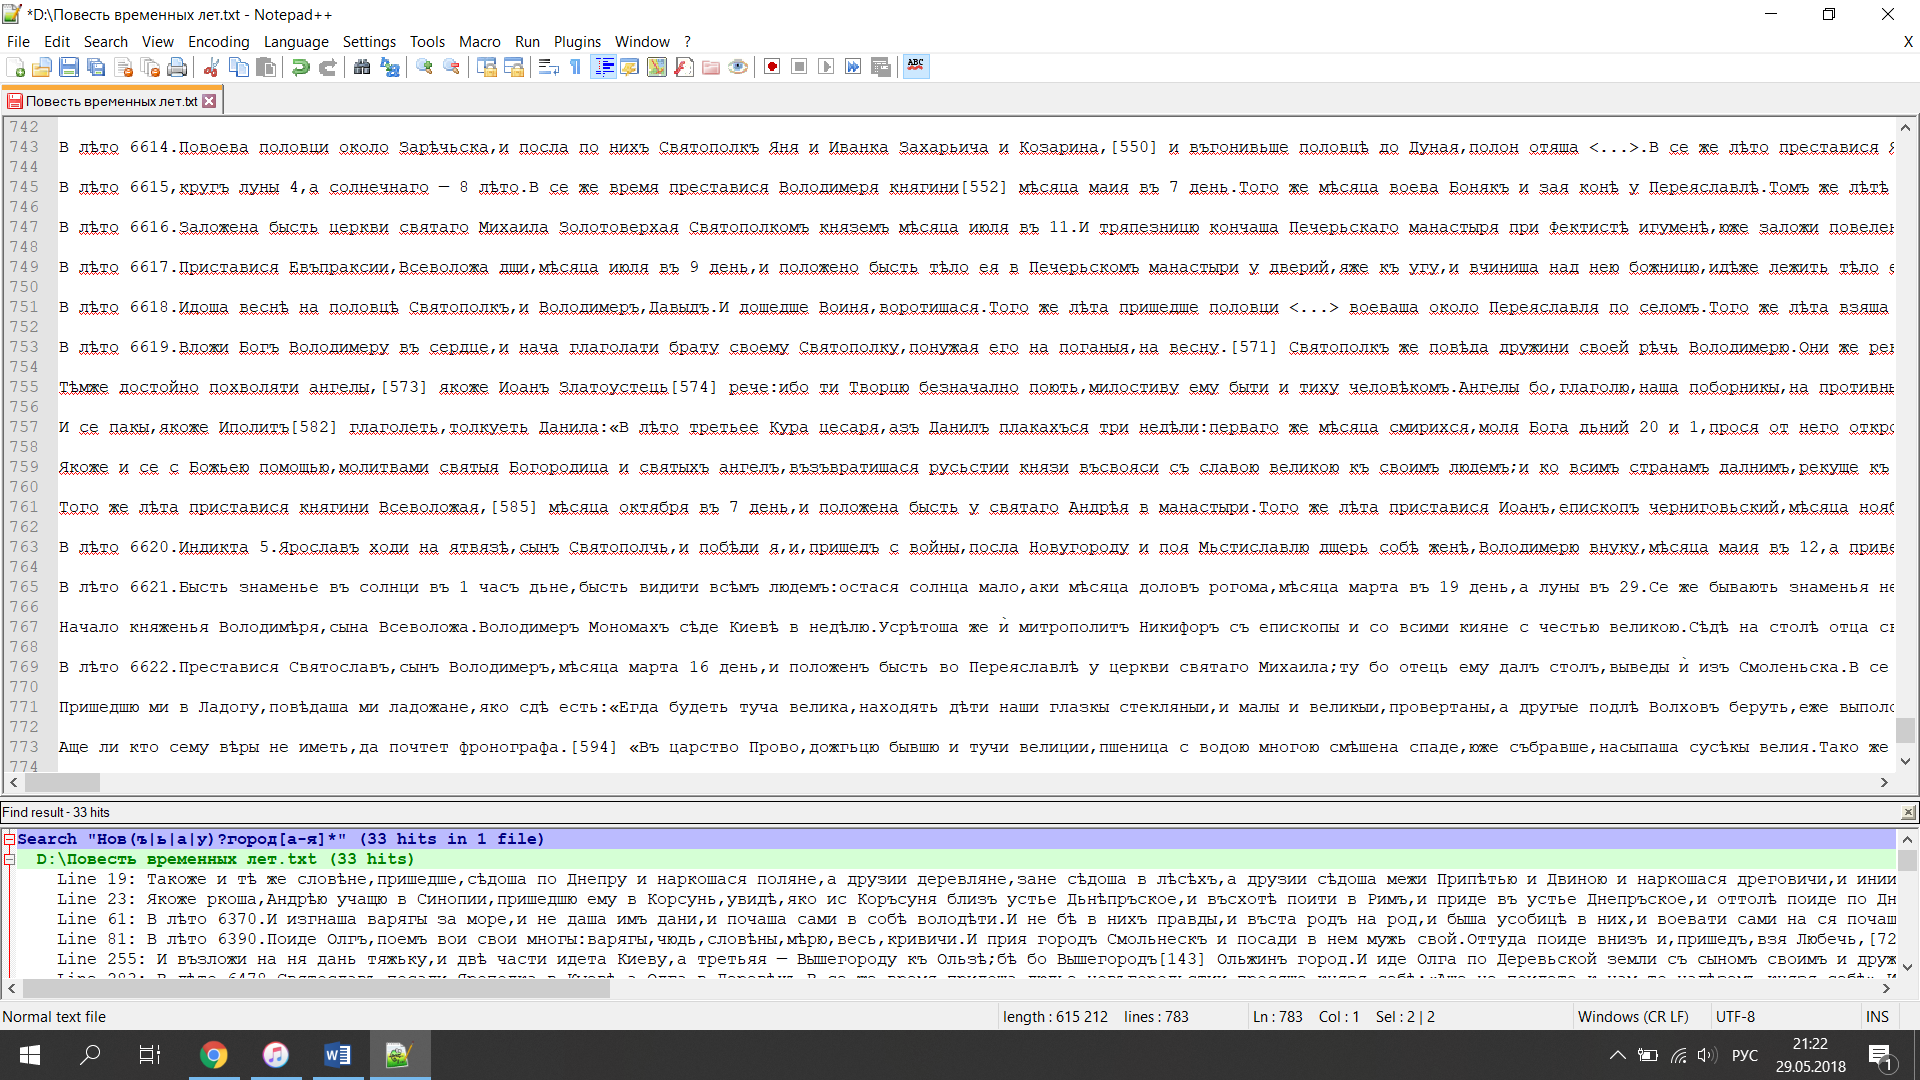 *D:\Повесть временных лет.txt - Notepad++
File Edit Search View Encoding Language Settings Tools Macro Run Plugins Window ? X
Повесть временных лет.txt
742
743 В лѣто 6614.Повоева половци около Зарѣчьска,и посла по нихъ Святополкъ Яня и Иванка Захарьича и Козарина,[550] и въгонивьше половцѣ до Дуная,полон отяша <...>.В се же лѣто преставися Я
744
745 В лѣто 6615,кругъ луны 4,а солнечнаго — 8 лѣто.В се же время преставися Володимеря княгини[552] мѣсяца маия въ 7 день.Того же мѣсяца воева Бонякъ и зая конѣ у Переяславлѣ.Томъ же лѣтѣ
746
747 В лѣто 6616.Заложена бысть церкви святаго Михаила Золотоверхая Святополкомъ княземъ мѣсяца июля въ 11.И тряпезницю кончаша Печерьскаго манастыря при Фектистѣ игуменѣ,юже заложи повелен
748
749 В лѣто 6617.Приставися Евъпраксии,Всеволожа дщи,мѣсяца июля въ 9 день,и положено бысть тѣло ея в Печерьскомъ манастыри у дверий,яже къ угу,и вчиниша над нею божницю,идѣже лежить тѣло е
750
751 В лѣто 6618.Идоша веснѣ на половцѣ Святополкъ,и Володимеръ,Давыдъ.И дошедше Воиня,воротишася.Того же лѣта пришедше половци <...> воеваша около Переяславля по селомъ.Того же лѣта взяша
752
753 В лѣто 6619.Вложи Богъ Володимеру въ сердце,и нача глаголати брату своему Святополку,понужая его на поганыя,на весну.[571] Святополкъ же повѣда дружини своей рѣчь Володимерю.Они же рек
754
755 Тѣмже достойно похволяти ангелы,[573] якоже Иоанъ Златоустець[574] рече:ибо ти Творцю безначално поють,милостиву ему быти и тиху человѣкомъ.Ангелы бо,глаголю,наша поборникы,на противны
756
757 И се пакы,якоже Иполитъ[582] глаголеть,толкуеть Данила:«В лѣто третьее Кура цесаря,азъ Данилъ плакахъся три недѣли:перваго же мѣсяца смирихся,моля Бога дьний 20 и 1,прося от него откро
758
759 Якоже и се с Божьею помощью,молитвами святыя Богородица и святыхъ ангелъ,възъвратишася русьстии князи въсвояси съ славою великою къ своимъ людемъ;и ко всимъ странамъ далнимъ,рекуще къ
760
761 Того же лѣта приставися княгини Всеволожая,[585] мѣсяца октября въ 7 день,и положена бысть у святаго Андрѣя в манастыри.Того же лѣта приставися Иоанъ,епископъ черниговьский,мѣсяца нояб
762
763 В лѣто 6620.Индикта 5.Ярославъ ходи на ятвязѣ,сынъ Святополчь,и побѣди я,и,пришедъ с войны,посла Новугороду и поя Мьстиславлю дщерь собѣ женѣ,Володимерю внуку,мѣсяца маия въ 12,а приве
764
765 В лѣто 6621.Бысть знаменье въ солнци въ 1 часъ дьне,бысть видити всѣмъ людемъ:остася солнца мало,аки мѣсяца доловъ рогома,мѣсяца марта въ 19 день,а луны въ 29.Се же бывають знаменья не
766
767 Начало княженья Володимѣря,сына Всеволожа.Володимеръ Мономахъ сѣде Киевѣ в недѣлю.Усрѣтоша же ѝ митрополитъ Никифоръ съ епископы и со всими кияне с честью великою.Сѣдѣ на столѣ отца св
768
769 В лѣто 6622.Преставися Святославъ,сынъ Володимеръ,мѣсяца марта 16 день,и положенъ бысть во Переяславлѣ у церкви святаго Михаила;ту бо отець ему далъ столъ,выведы ѝ изъ Смоленьска.В се
770
771 Пришедшю ми в Ладогу,повѣдаша ми ладожане,яко сдѣ есть:«Егда будеть туча велика,находять дѣти наши глазкы стекляныи,и малы и великыи,провертаны,а другые подлѣ Волховъ беруть,еже выпол
772
773 Аще ли кто сему вѣры не иметь,да почтет фронографа.[594] «Въ царство Прово,дожгьцю бывшю и тучи велиции,пшеница с водою многою смѣшена спаде,юже събравше,насыпаша сусѣкы велия.Тако же
774
Find result - 33 hits
Search "Нов(ъ|ь|а|у)?город[а-я]*" (33 hits in 1 file)
D:\Повесть временных лет.txt (33 hits)
Line 19: Такоже и тѣ же словѣне,пришедше,сѣдоша по Днепру и наркошася поляне,а друзии деревляне,зане сѣдоша в лѣсѣхъ,а друзии сѣдоша межи Припѣтью и Двиною и наркошася дреговичи,и инии
Line 23: Якоже ркоша,Андрѣю учащю в Синопии,пришедшю ему в Корсунь,увидѣ,яко ис Коръсуня близъ устье Дьнѣпръское,и въсхотѣ поити в Римъ,и приде въ устье Днепръское,и оттолѣ поиде по Дн
Line 61: В лѣто 6370.И изгнаша варягы за море,и не даша имъ дани,и почаша сами в собѣ володѣти.И не бѣ в нихъ правды,и въста родъ на род,и быша усобицѣ в них,и воевати сами на ся почаш
Line 81: В лѣто 6390.Поиде Олгъ,поемъ вои свои многы:варягы,чюдь,словѣны,мѣрю,весь,кривичи.И прия городъ Смольнескъ и посади в нем мужь свой.Оттуда поиде внизъ и,пришедъ,взя Любечь,[72
Line 255: И възложи на ня дань тяжьку,и двѣ части идета Киеву,а третьяя — Вышегороду къ Ользѣ;бѣ бо Вышегородъ[143] Ольжинъ город.И иде Олга по Деревьской земли съ сыномъ своимъ и друж
Normal text file length : 615 212 lines : 783 Ln : 783 Col : 1 Sel : 2 | 2 Windows (CR LF) UTF-8 INS
РУС
21:22
29.05.2018
1